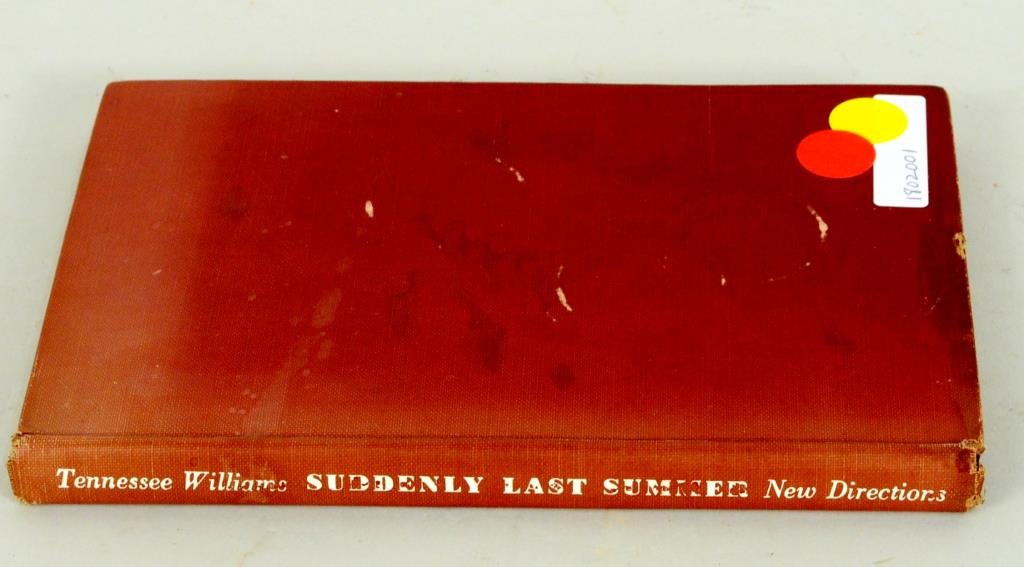 1802001
Tennessee Williams SUDDENLY LAST SUMMER New Directions